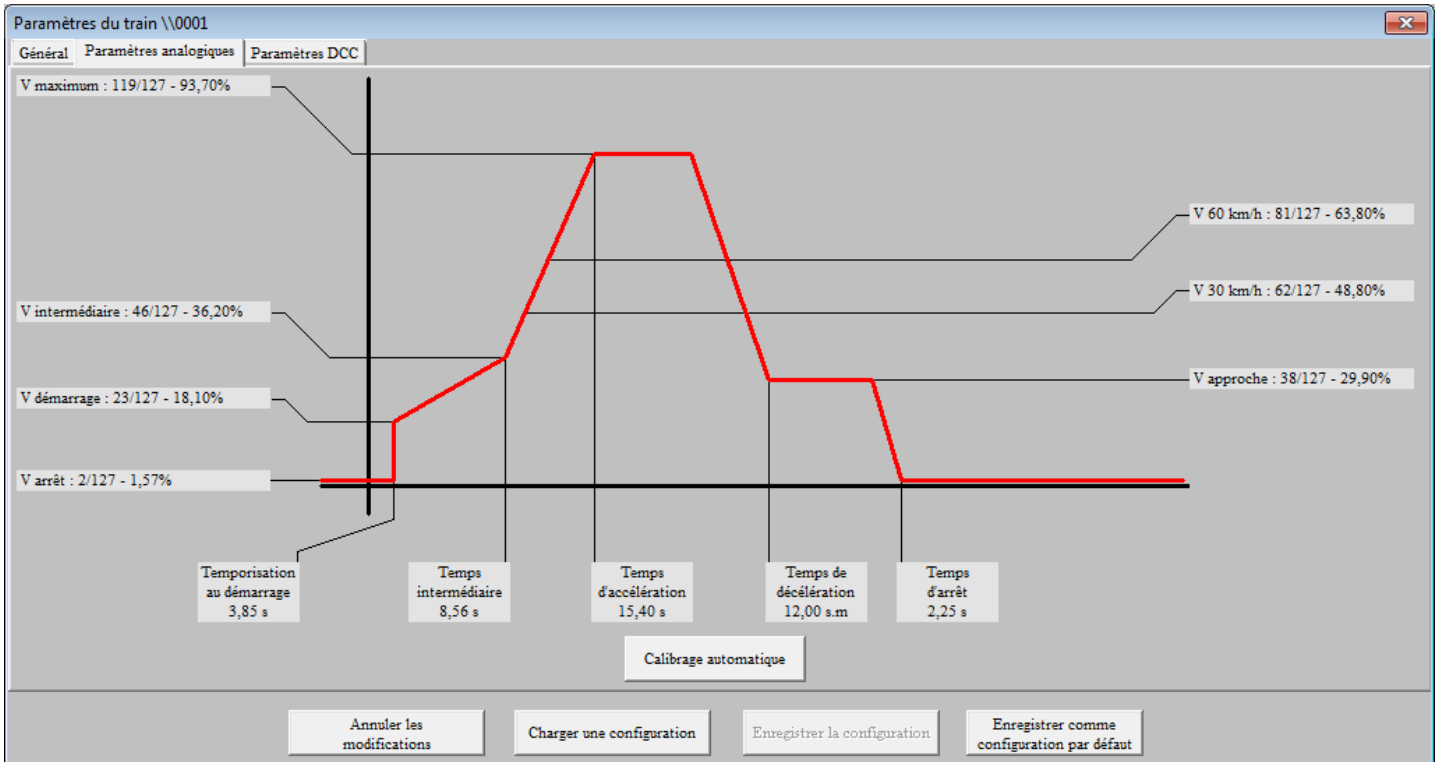 Paramètres du train \\0001
Général
Paramètres analogiques
Paramètres DCC
V maximum : 119/127 - 93,70%
V 60 km/h : 81/127 - 63,80%
V 30 km/h : 62/127 - 48,80%
V intermédiaire : 46/127 - 36,20%
V approche : 38/127 - 29,90%
V démarrage : 23/127 - 18,10%
V arrêt : 2/127 - 1,57%
Temporisation
au démarrage
3,85 s
Temps
intermédiaire
8,56 s
Temps
d'accélération
15,40 s
Temps de
décélération
12,00 s.m
Temps
d'arrêt
2,25 s
Calibrage automatique
Annuler les
modifications
Charger une configuration
Enregistrer la configuration
Enregistrer comme
configuration par défaut